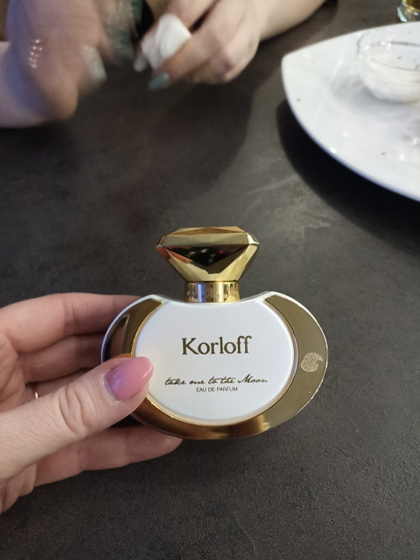 Korloff
take me to the Moon
EAU DE PARFUM